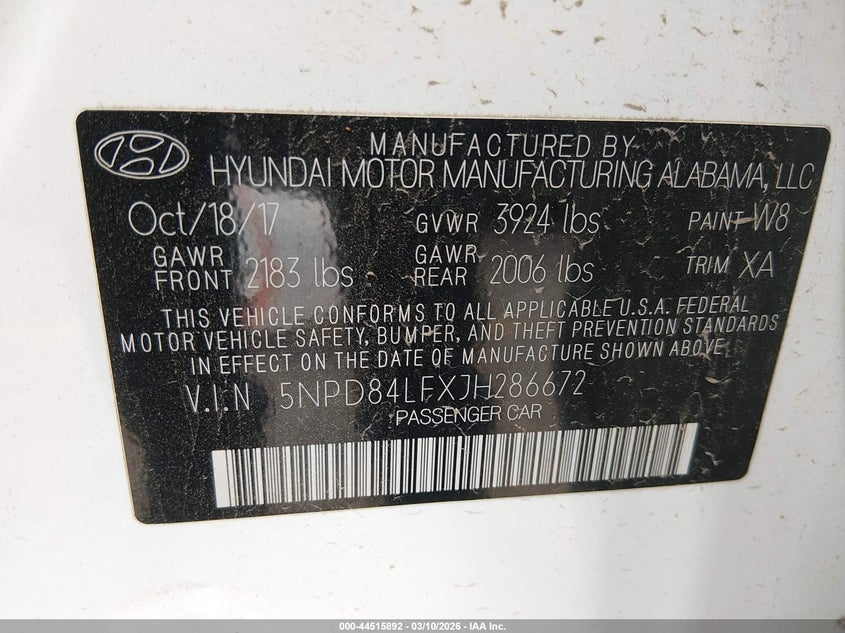 MANUFACTURED BY
HYUNDAI MOTOR MANUFACTURING ALABAMA, LLC
Oct/18/17 GVWR 3924 lbs PAINT W8
GAWR FRONT 2183 lbs GAWR REAR 2006 lbs TRIM XA
THIS VEHICLE CONFORMS TO ALL APPLICABLE U.S.A. FEDERAL
MOTOR VEHICLE SAFETY, BUMPER, AND THEFT PREVENTION STANDARDS
IN EFFECT ON THE DATE OF MANUFACTURE SHOWN ABOVE.
V.I.N 5NPD84LFXJH286672
PASSENGER CAR
000-44515892 — 03/10/2026 — IAA Inc.